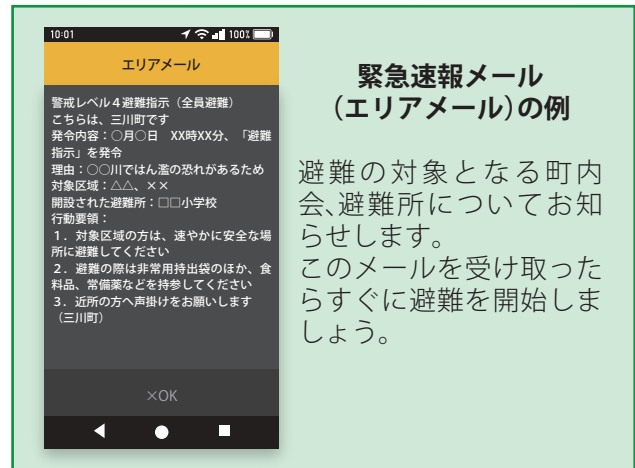 10:01
100%
エリアメール
警戒レベル４避難指示（全員避難）
こちらは、三川町です
発令内容：○月○日　XX時XX分、「避難
指示」を発令
理由：○○川ではん濫の恐れがあるため
対象区域：△△、××
開設された避難所：□□小学校
行動要領：
１．対象区域の方は、速やかに安全な場
所に避難してください
２．避難の際は非常用持出袋のほか、食
料品、常備薬などを持参してください
３．近所の方へ声掛けをお願いします
（三川町）
×OK
緊急速報メール
（エリアメール）の例
避難の対象となる町内
会、避難所についてお知
らせします。
このメールを受け取った
らすぐに避難を開始しま
しょう。